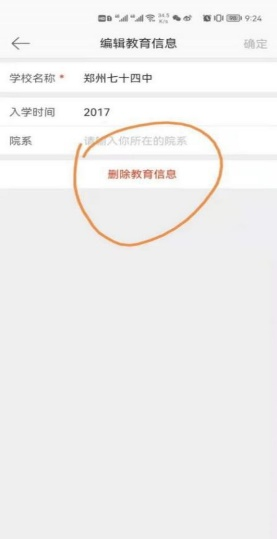 34.5 K/s 9:24
编辑教育信息 确定
学校名称 * 郑州七十四中
入学时间 2017
院系 请输入你所在的院系
删除教育信息